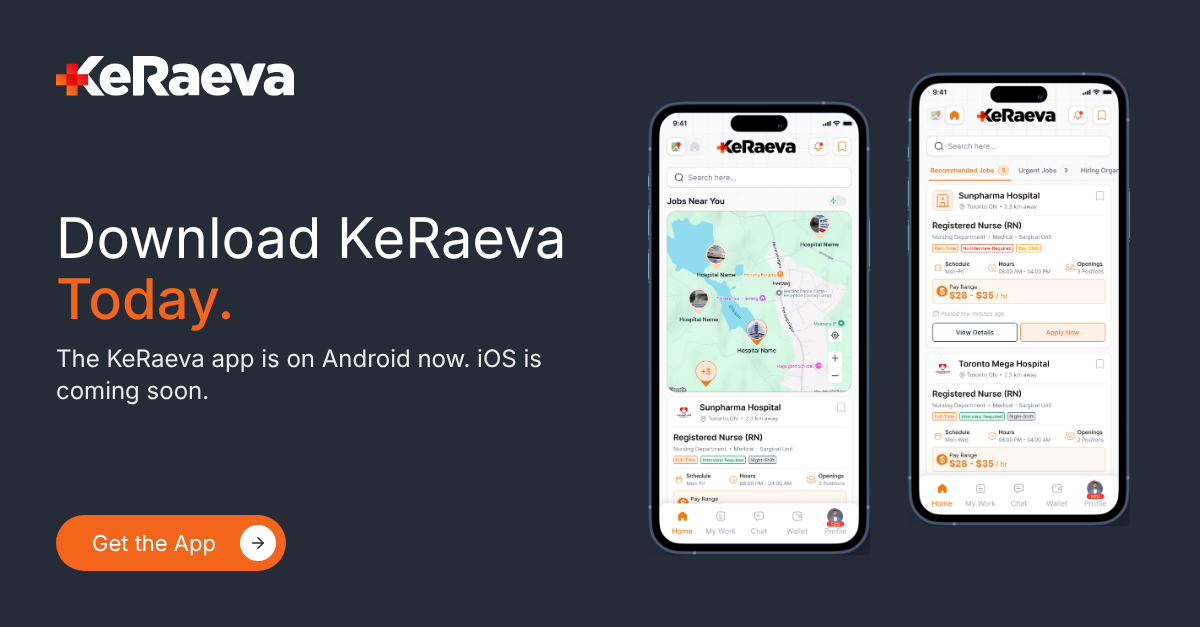 KeRaeva
Download KeRaeva
Today.
The KeRaeva app is on Android now. iOS is
coming soon.
Get the App
9:41
KeRaeva
Search here...
Jobs Near You
Hospital Name
Hospital Name
Hospital Name
Hospital Name
+3
Sunpharma Hospital
Toronto, ON • 2.3 km away
Registered Nurse (RN)
Nursing Department • Medical - Surgical Unit
Full-Time Interview Required Night-Shift
Schedule Hours Openings
Mon-Fri 08:00 PM - 04:00 AM 3 Positions
Pay Range
Home My Work Chat Wallet Profile
9:41
KeRaeva
Search here...
Recommended Jobs 5 Urgent Jobs 3 Hiring Organ
Sunpharma Hospital
Toronto, ON • 2.3 km away
Registered Nurse (RN)
Nursing Department • Medical - Surgical Unit
Part-Time No Interview Required Day-Shift
Schedule Hours Openings
Mon-Fri 08:00 AM - 04:00 PM 3 Positions
Pay Range
$28 - $35 / hr
Posted few minutes ago
View Details Apply Now
Toronto Mega Hospital
Toronto, ON • 2.3 km away
Registered Nurse (RN)
Nursing Department • Medical - Surgical Unit
Full-Time Interview Required Night-Shift
Schedule Hours Openings
Mon-Wed 08:00 PM - 04:00 AM 2 Positions
Pay Range
$28 - $35 / hr
Home My Work Chat Wallet Profile